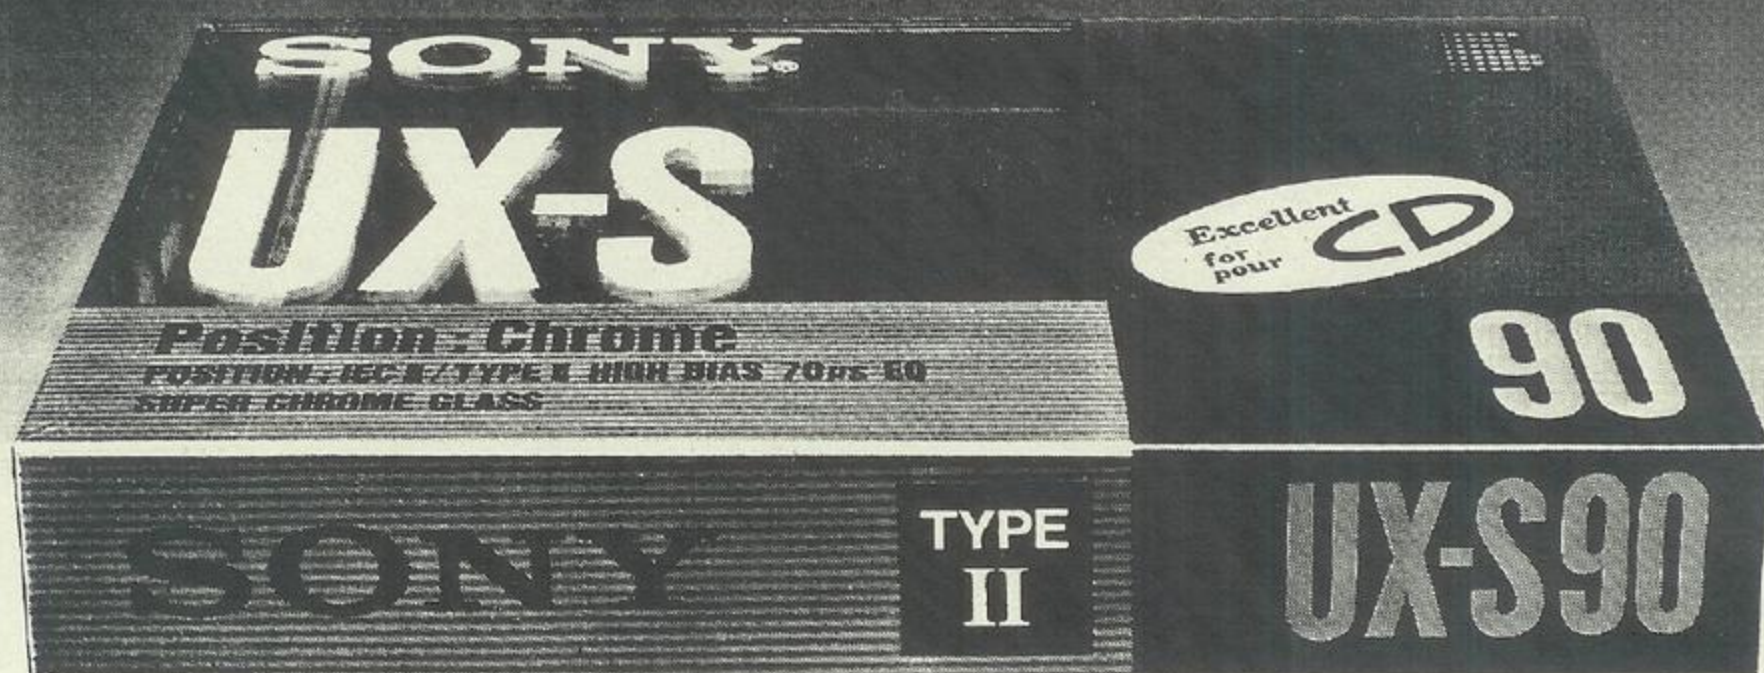 SONY®
UX-S
Excellent
for
pour CD
90
Position : Chrome
POSITION : IEC II / TYPE II HIGH BIAS 70µs EQ
SUPER CHROME CLASS
SONY
TYPE
II
UX-S90